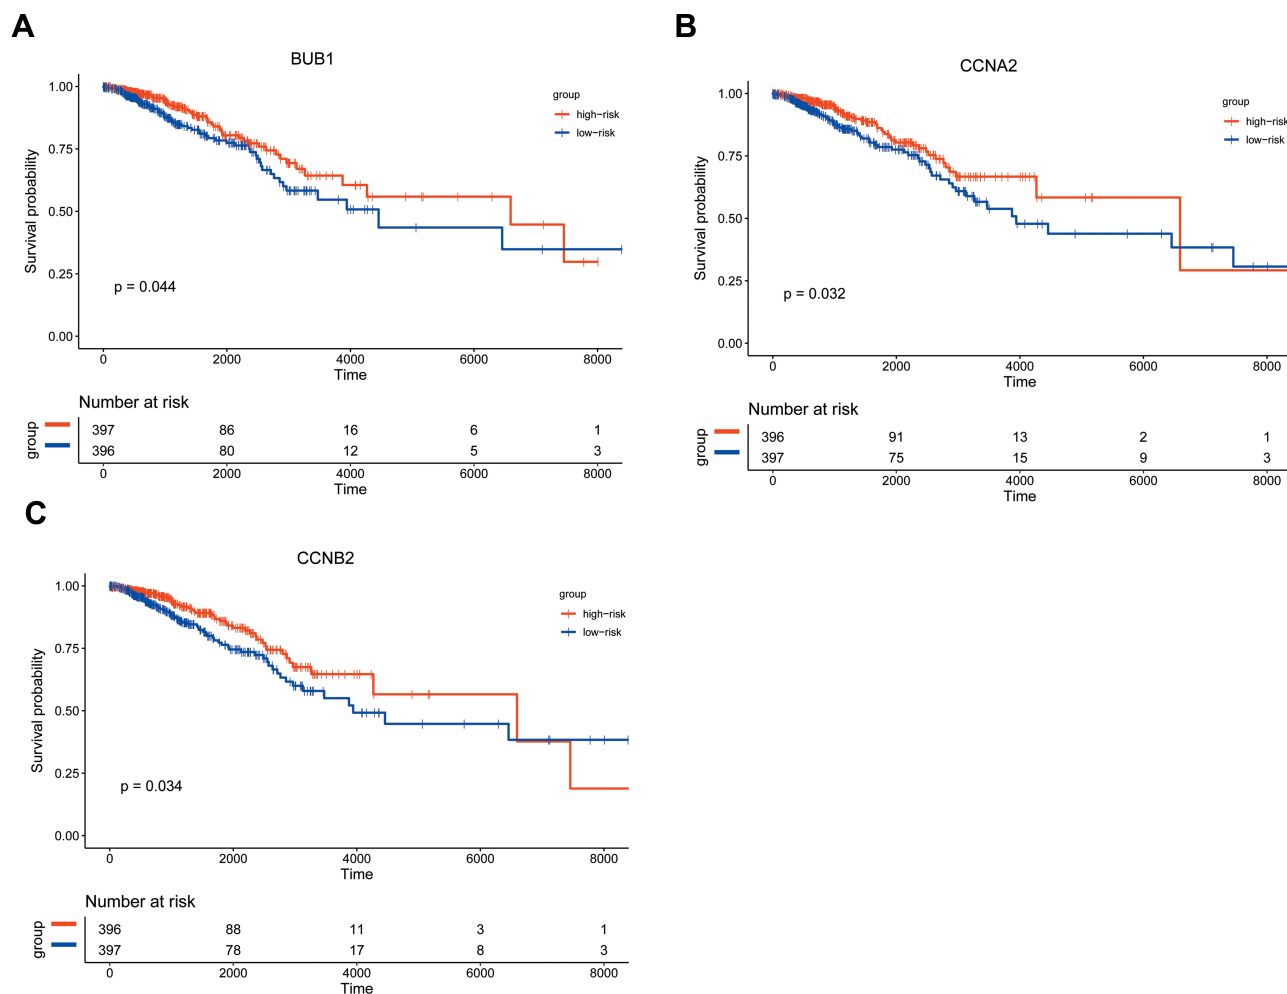 A
BUB1
Survival probability
1.00
0.75
0.50
0.25
0.00
group
high-risk
low-risk
p = 0.044
0 2000 4000 6000 8000
Time
Number at risk
group
397 86 16 6 1
396 80 12 5 3
0 2000 4000 6000 8000
Time
B
CCNA2
Survival probability
1.00
0.75
0.50
0.25
0.00
group
high-risk
low-risk
p = 0.032
0 2000 4000 6000 8000
Time
Number at risk
group
396 91 13 2 1
397 75 15 9 3
0 2000 4000 6000 8000
Time
C
CCNB2
Survival probability
1.00
0.75
0.50
0.25
0.00
group
high-risk
low-risk
p = 0.034
0 2000 4000 6000 8000
Time
Number at risk
group
396 88 11 3 1
397 78 17 8 3
0 2000 4000 6000 8000
Time